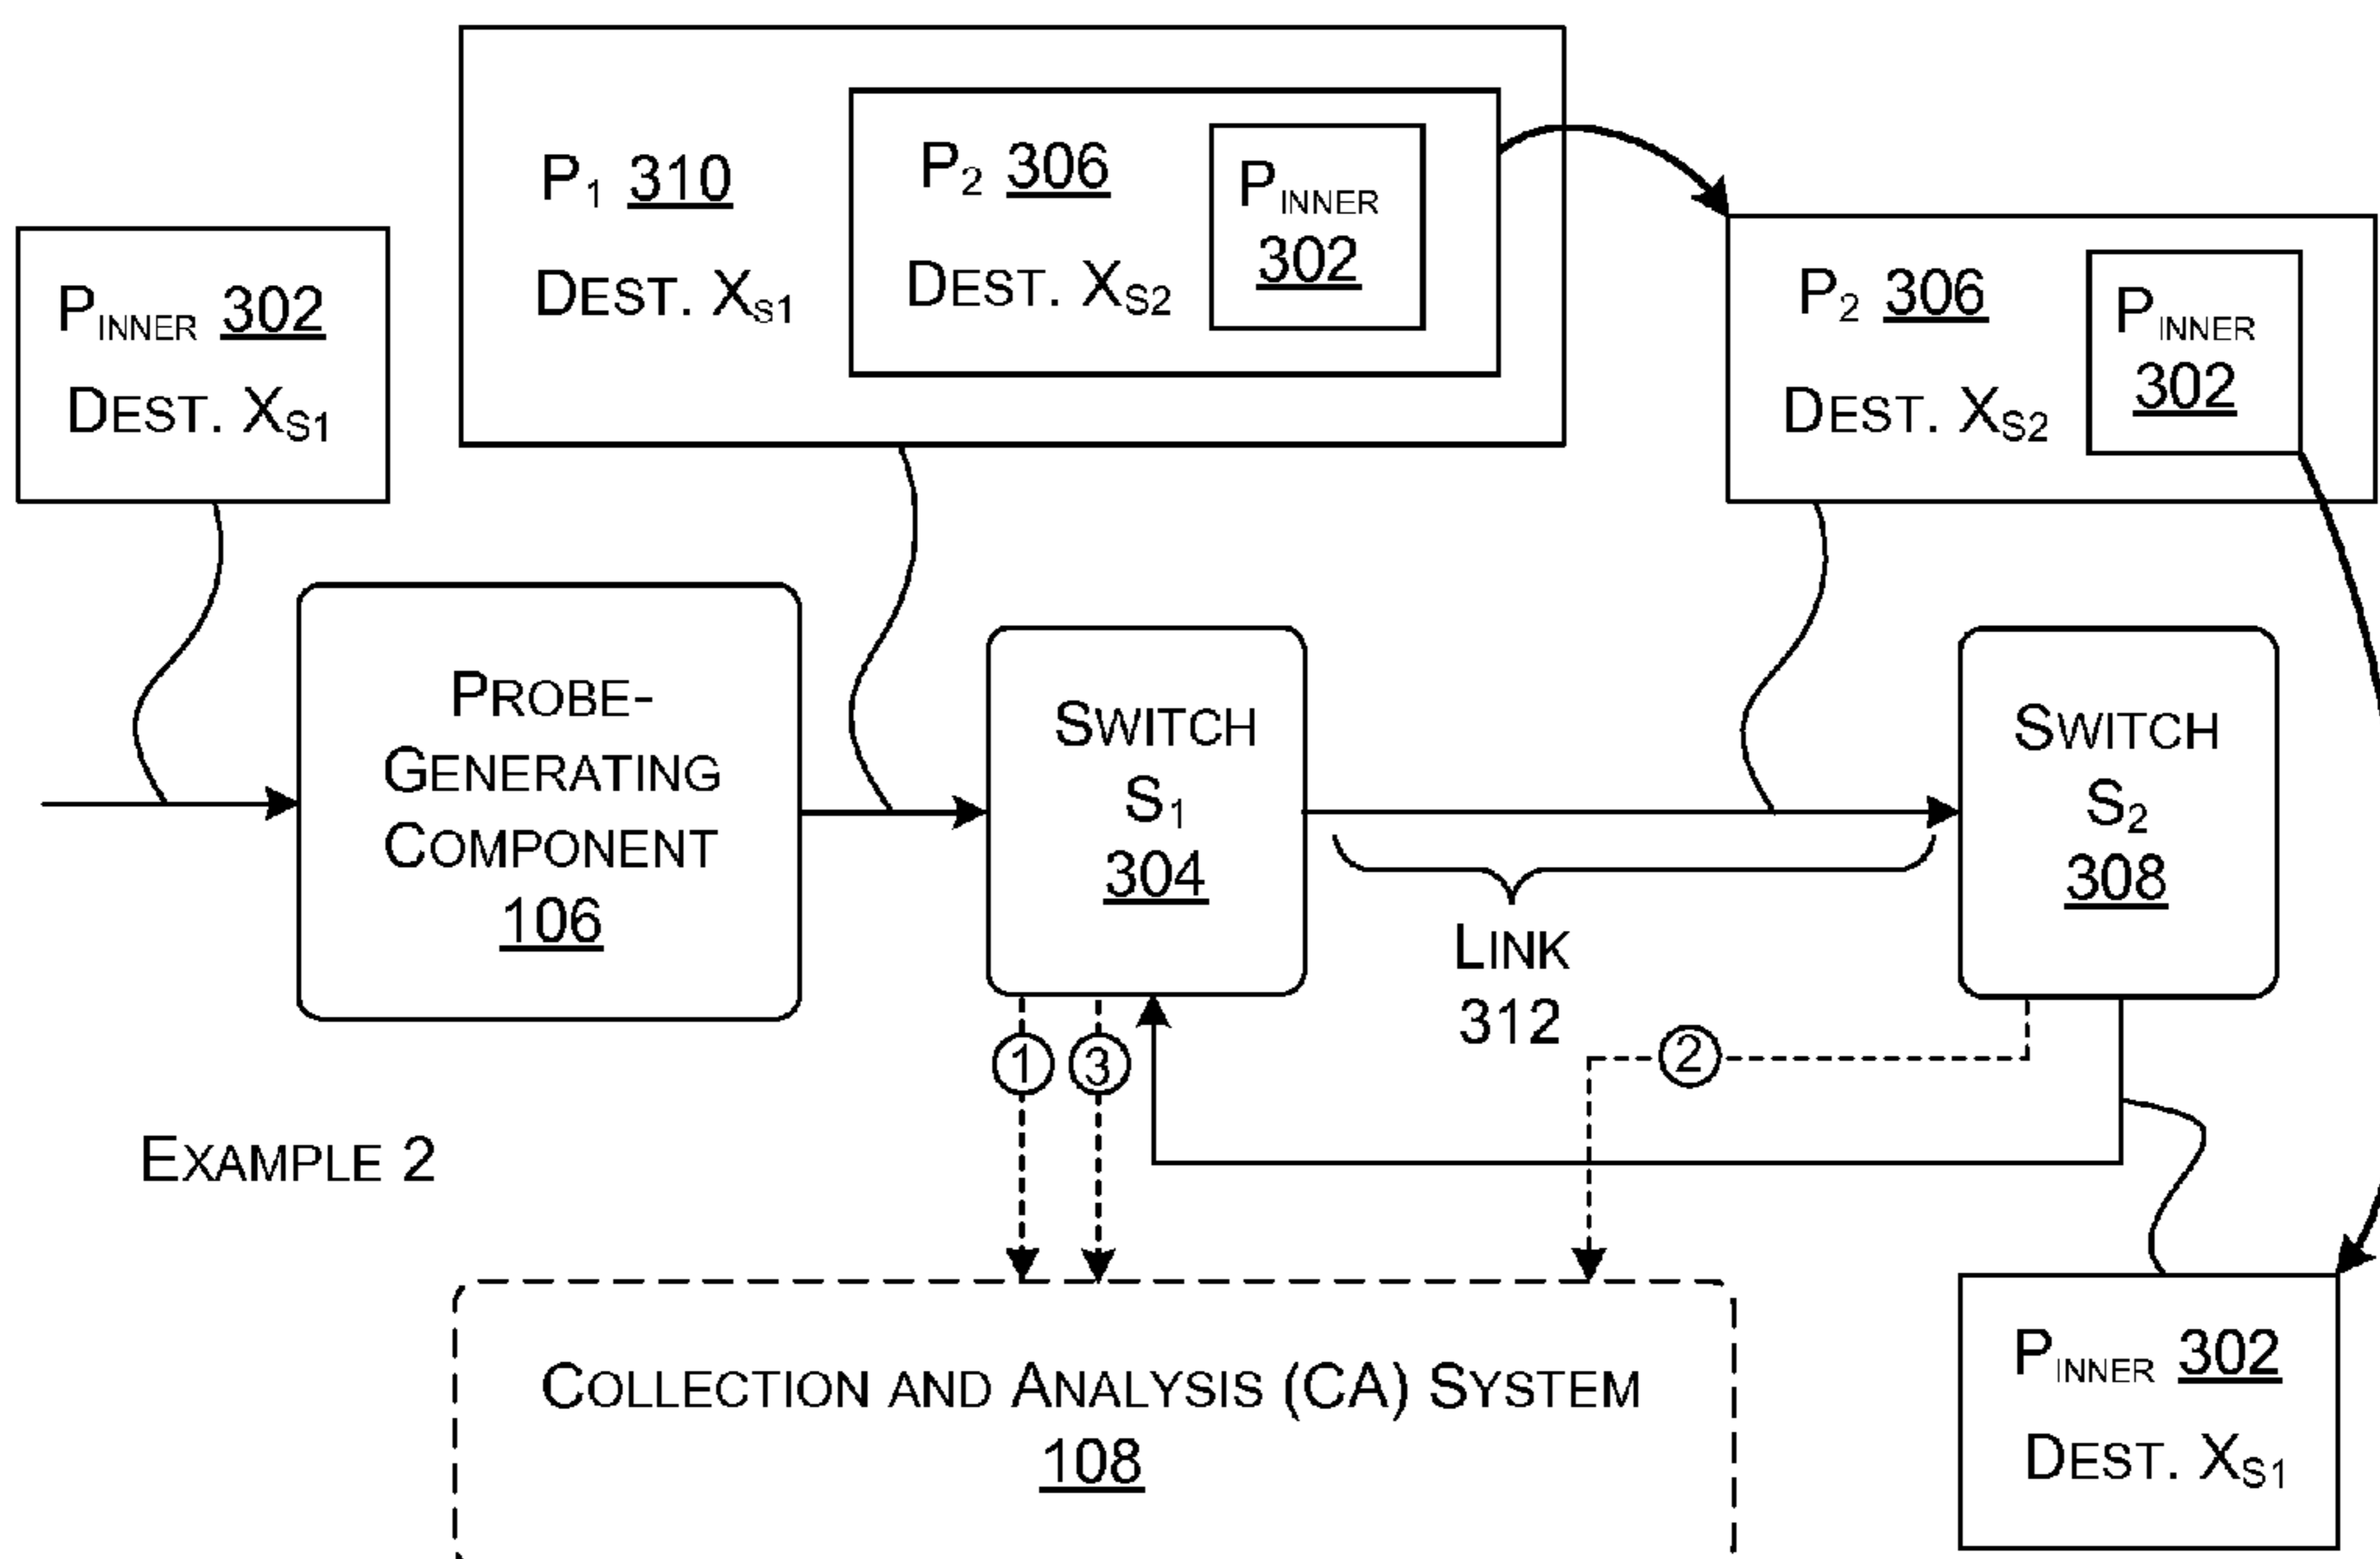 P1 310
DEST. XS1
P2 306
DEST. XS2
PINNER
302
PINNER 302
DEST. XS1
P2 306
DEST. XS2
PINNER
302
PROBE-
GENERATING
COMPONENT
106
SWITCH
S1
304
LINK
312
SWITCH
S2
308
1
3
2
EXAMPLE 2
COLLECTION AND ANALYSIS (CA) SYSTEM
108
PINNER 302
DEST. XS1